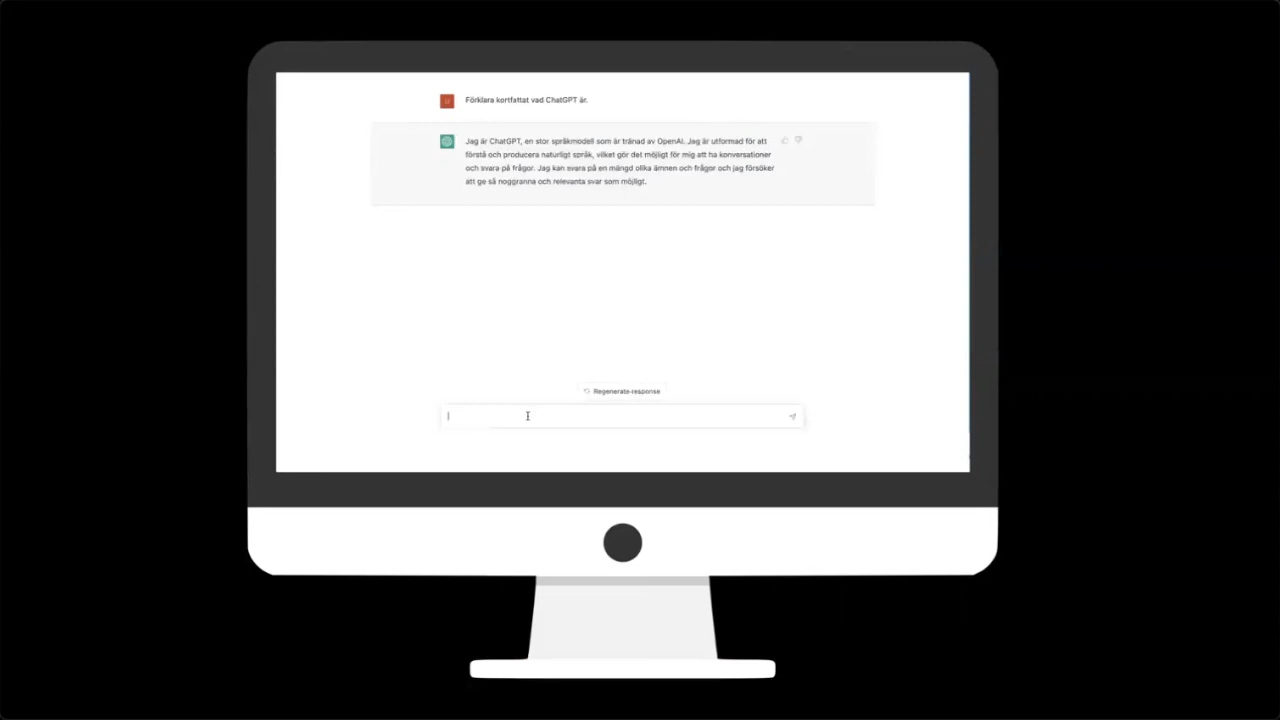 Förklara kortfattat vad ChatGPT är.
Jag är ChatGPT, en stor språkmodell som är tränad av OpenAI. Jag är utformad för att
förstå och producera naturligt språk, vilket gör det möjligt för mig att ha konversationer
och svara på frågor. Jag kan svara på en mängd olika ämnen och frågor och jag försöker
att ge så noggranna och relevanta svar som möjligt.
Regenerate response